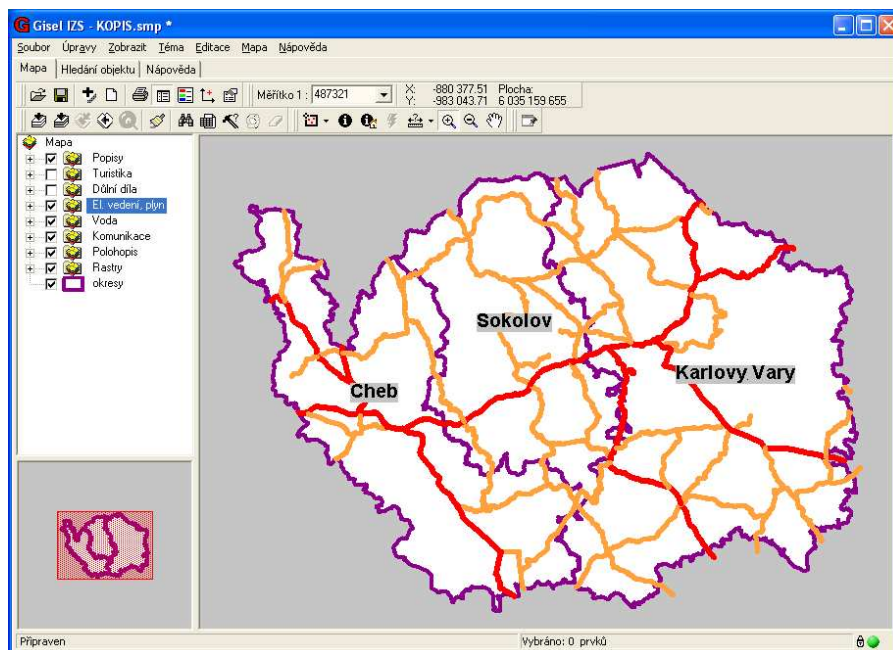 Gisel IZS - KOPIS.smp *
Soubor Úpravy Zobrazit Téma Editace Mapa Nápověda
Mapa Hledání objektu Nápověda
Měřítko 1 : 487321 X: -880 377.51 Plocha:
Y: -983 043.71 6 035 159 655
Mapa
Popisy
Turistika
Důlní díla
El. vedení, plyn
Voda
Komunikace
Polohopis
Rastry
okresy
Sokolov
Karlovy Vary
Cheb
Připraven Vybráno: 0 prvků